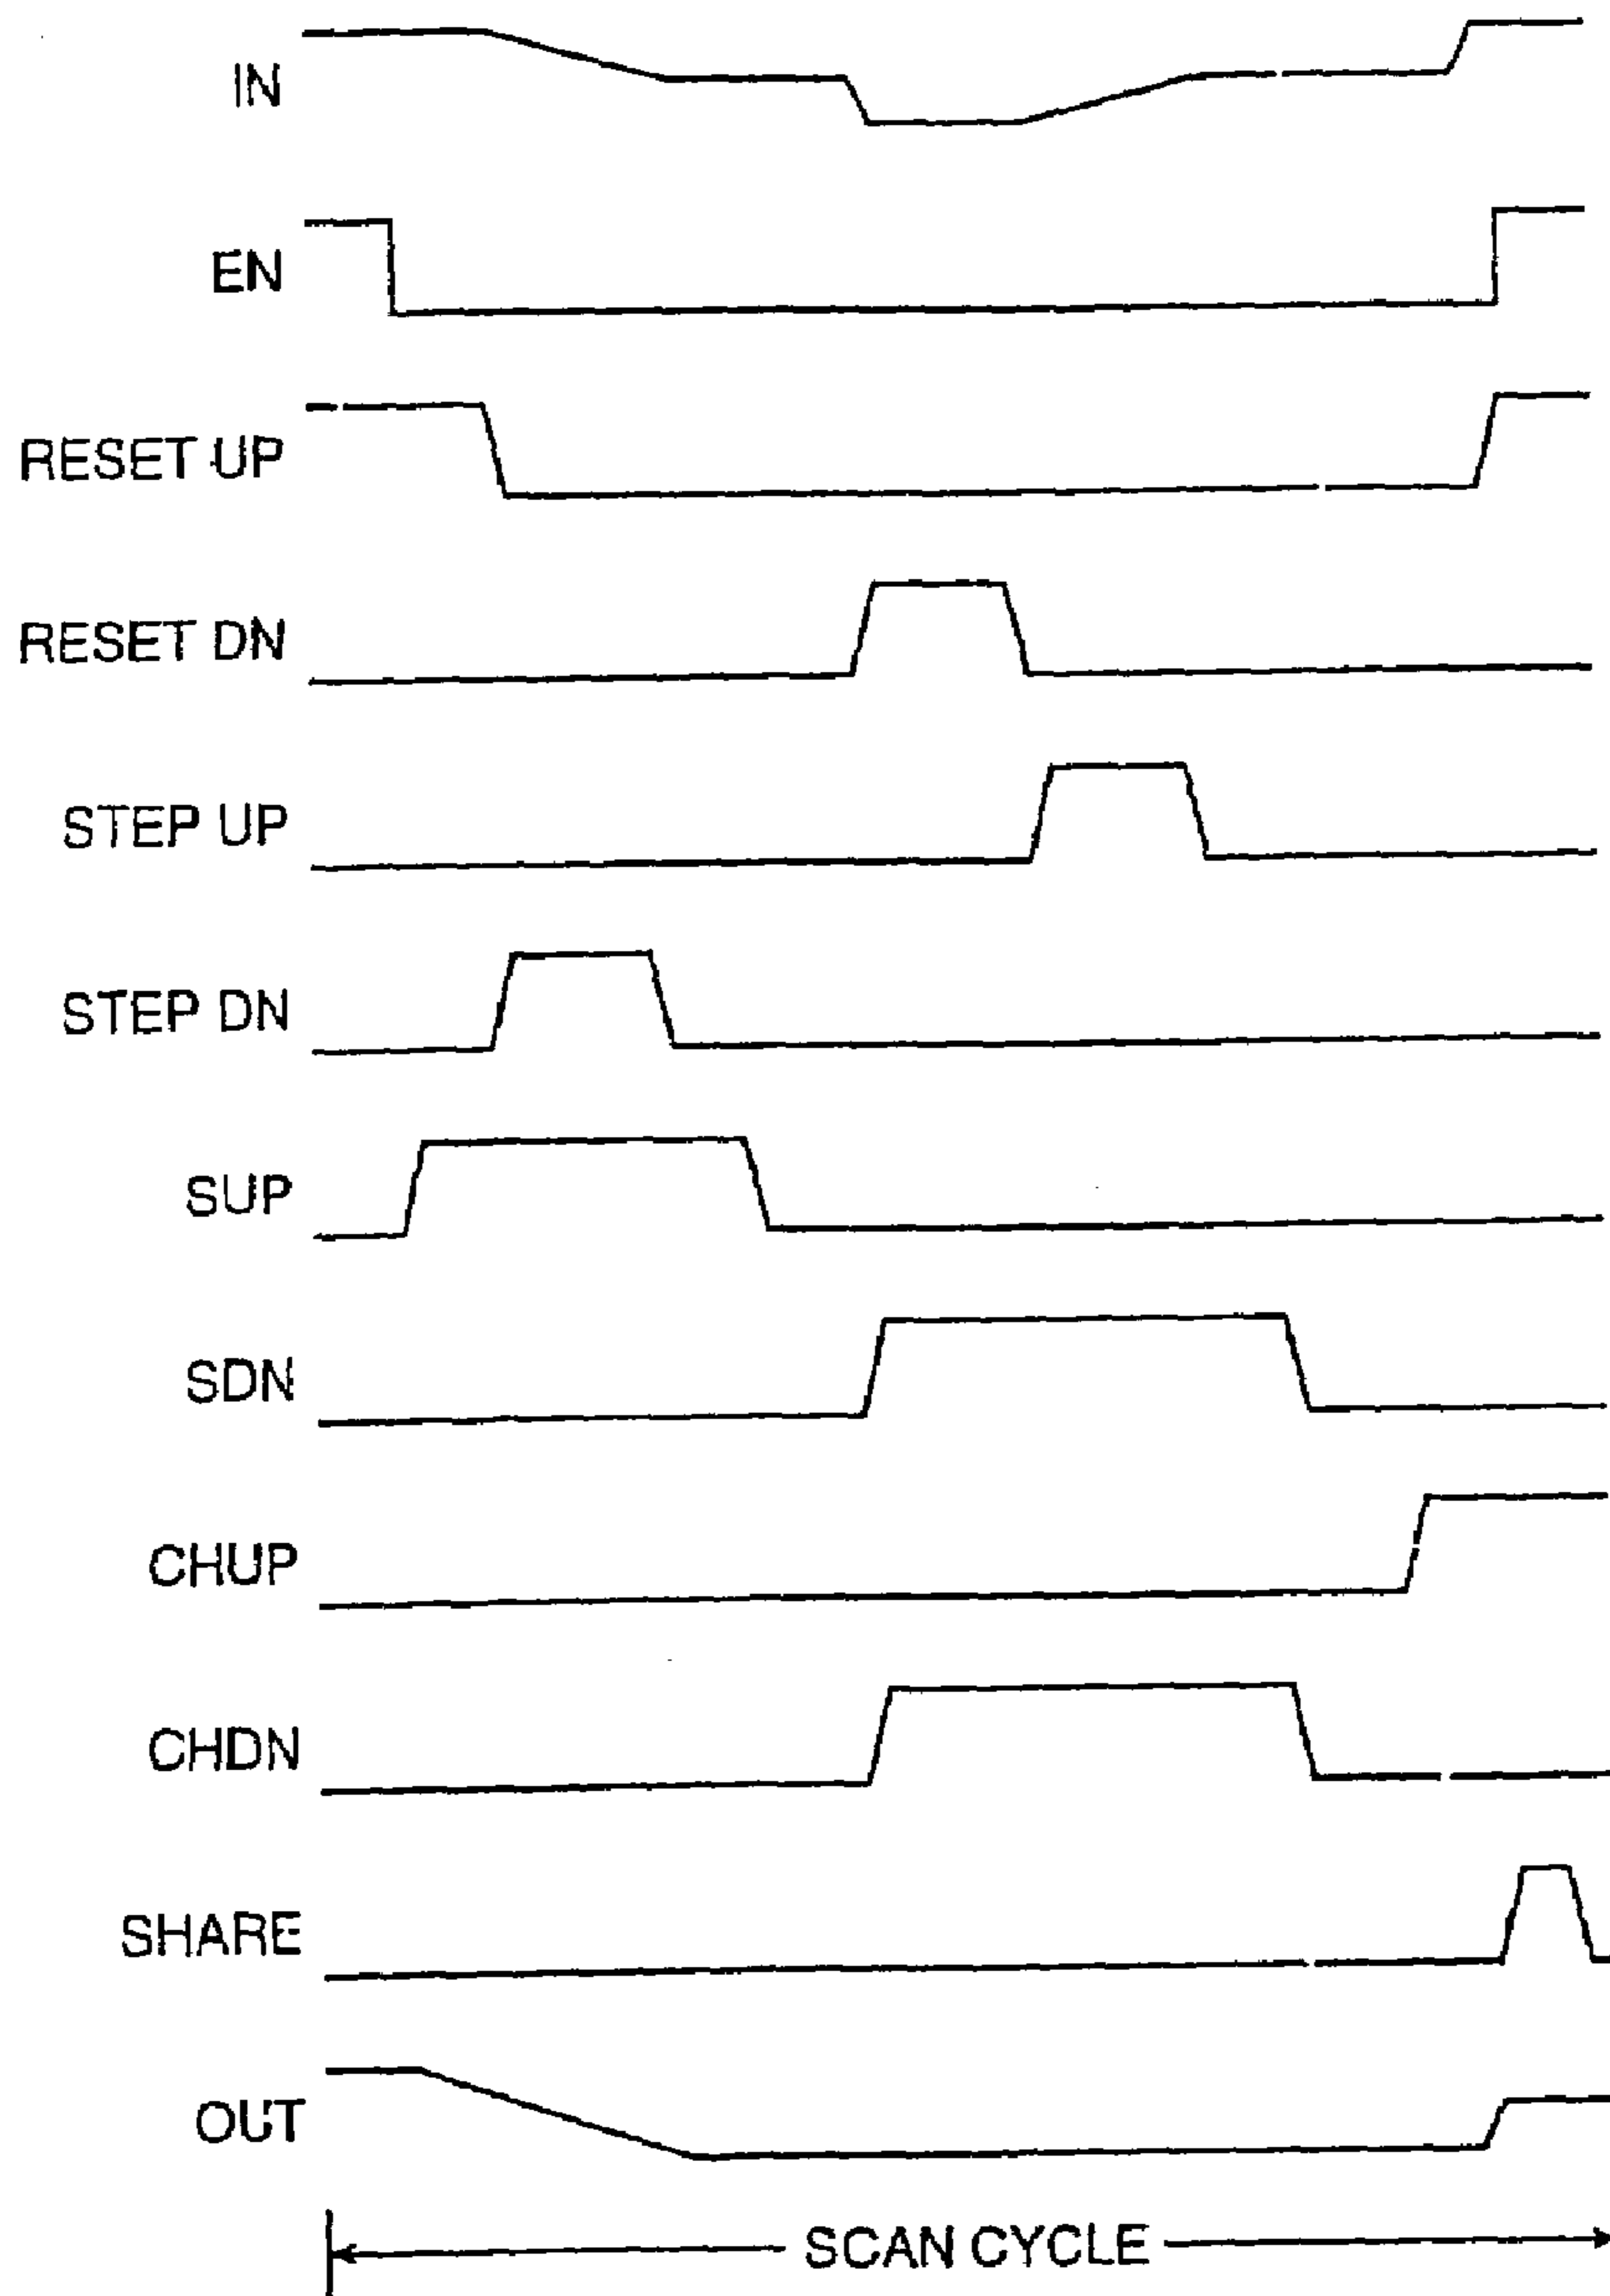 IN
EN
RESET UP
RESET DN
STEP UP
STEP DN
SUP
SDN
CHUP
CHDN
SHARE
OUT
SCAN CYCLE